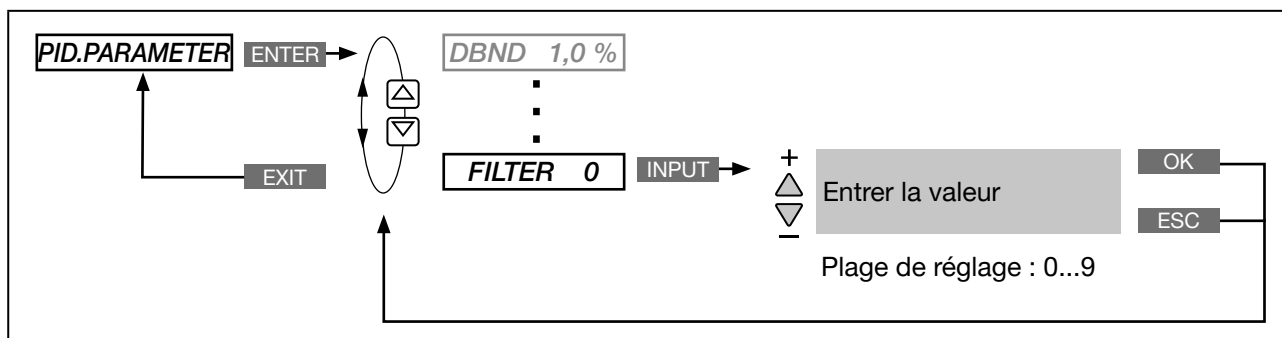 PID.PARAMETER ENTER DBND 1,0 %
EXIT FILTER 0 INPUT + Entrer la valeur – OK
ESC
Plage de réglage : 0...9